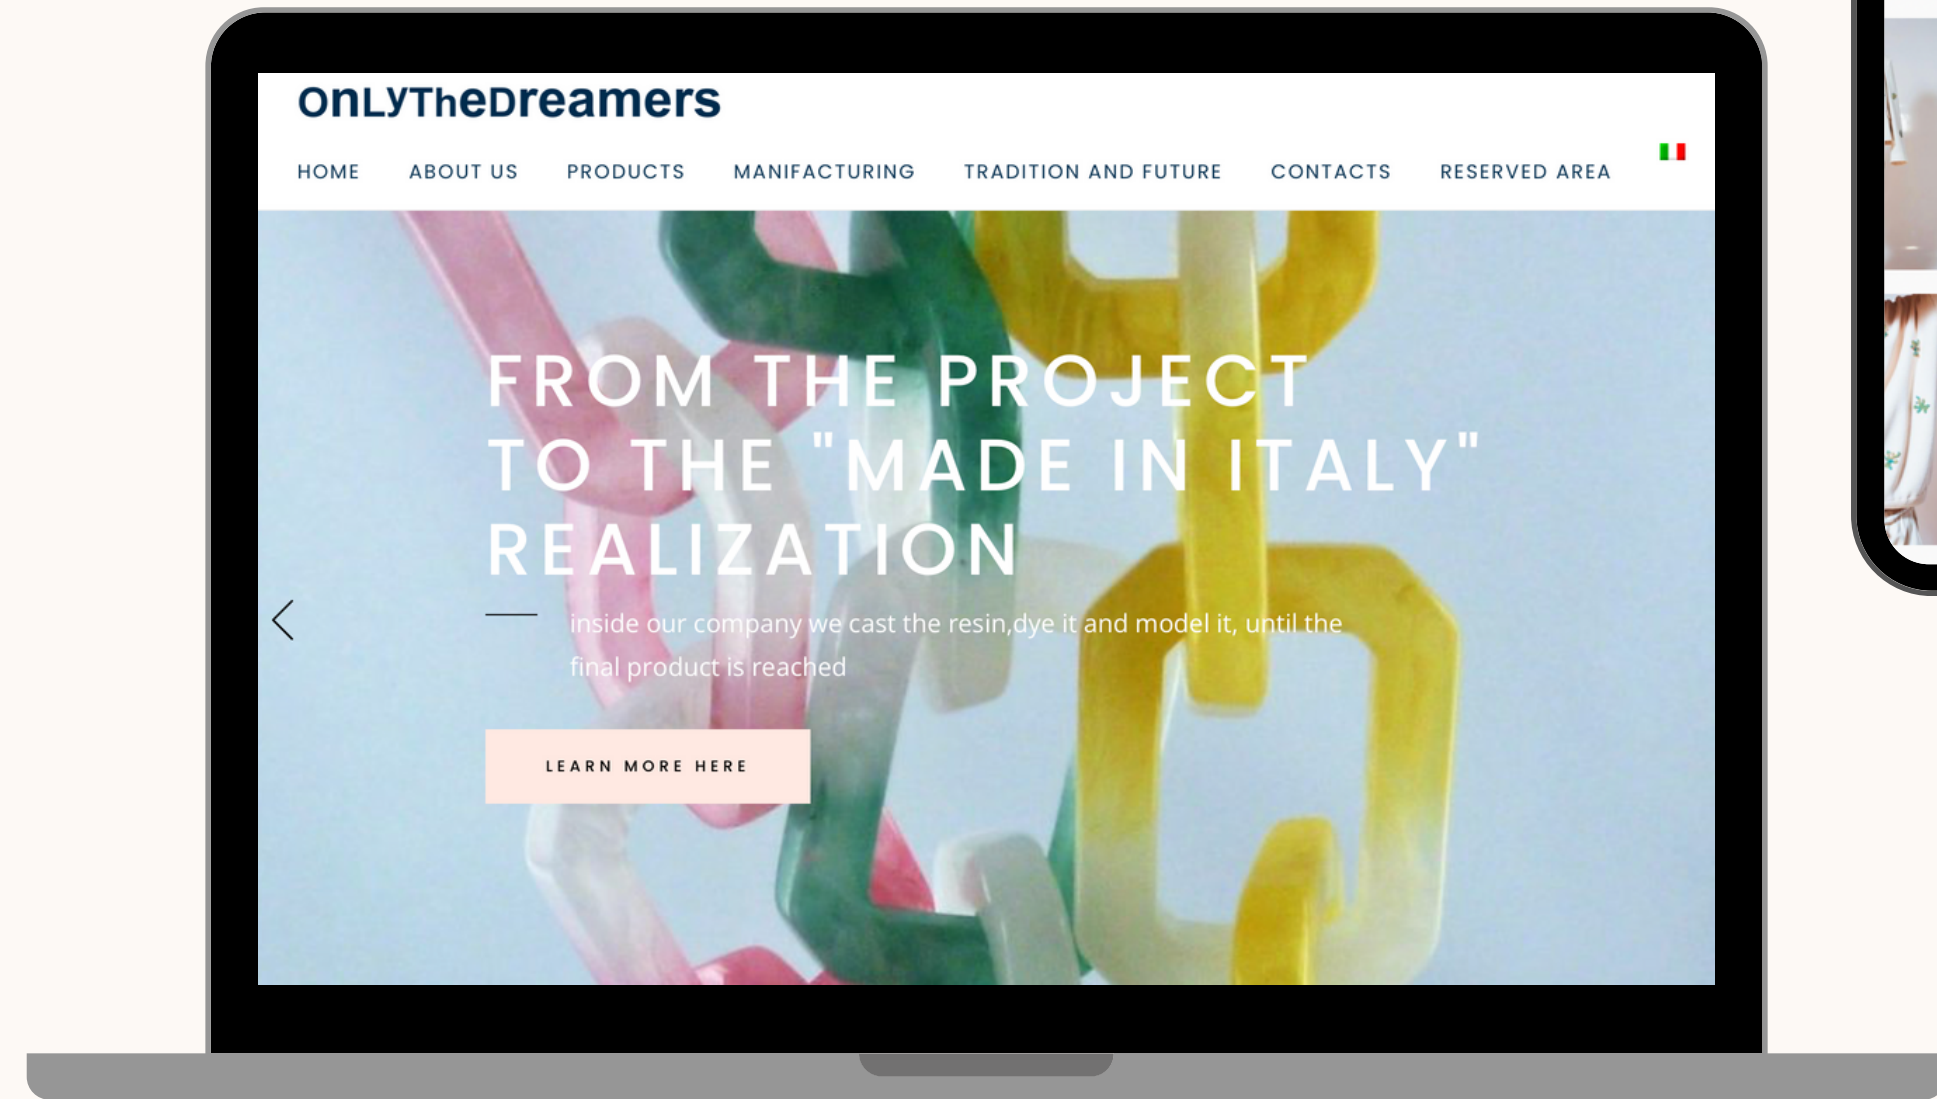 OnLyTheDreamers
HOME ABOUT US PRODUCTS MANIFACTURING TRADITION AND FUTURE CONTACTS RESERVED AREA
FROM THE PROJECT
TO THE "MADE IN ITALY"
REALIZATION
inside our company we cast the resin,dye it and model it, until the
final product is reached
LEARN MORE HERE